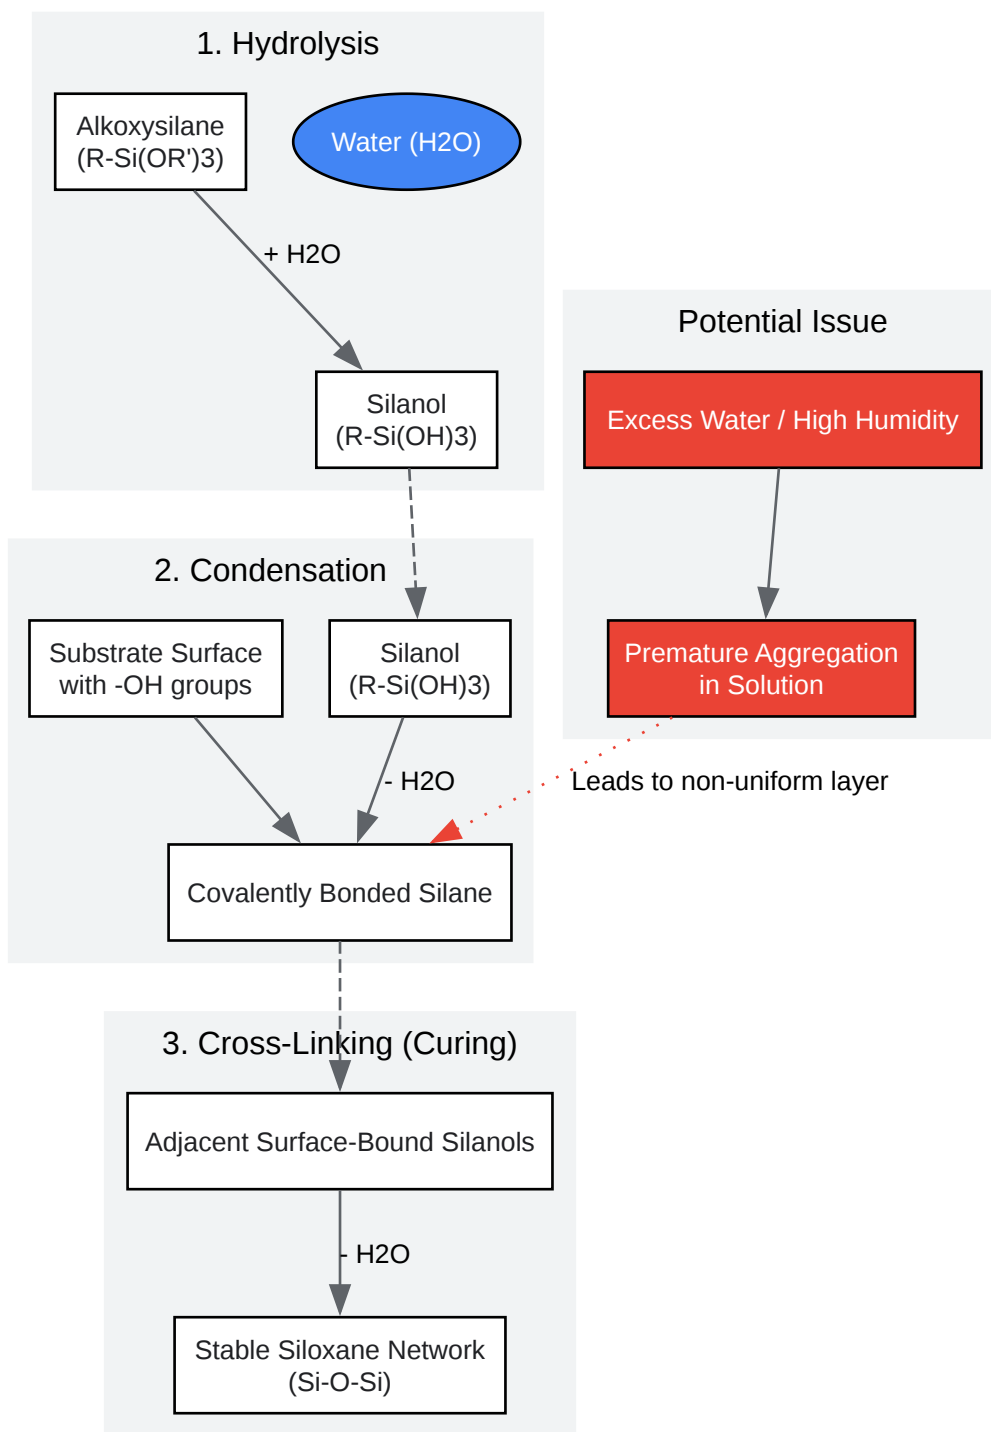 1. Hydrolysis
Alkoxysilane
(R-Si(OR')3)
Water (H2O)
+ H2O
Silanol
(R-Si(OH)3)
Potential Issue
Excess Water / High Humidity
Premature Aggregation
in Solution
Leads to non-uniform layer
2. Condensation
Substrate Surface
with -OH groups
Silanol
(R-Si(OH)3)
- H2O
Covalently Bonded Silane
3. Cross-Linking (Curing)
Adjacent Surface-Bound Silanols
- H2O
Stable Siloxane Network
(Si-O-Si)